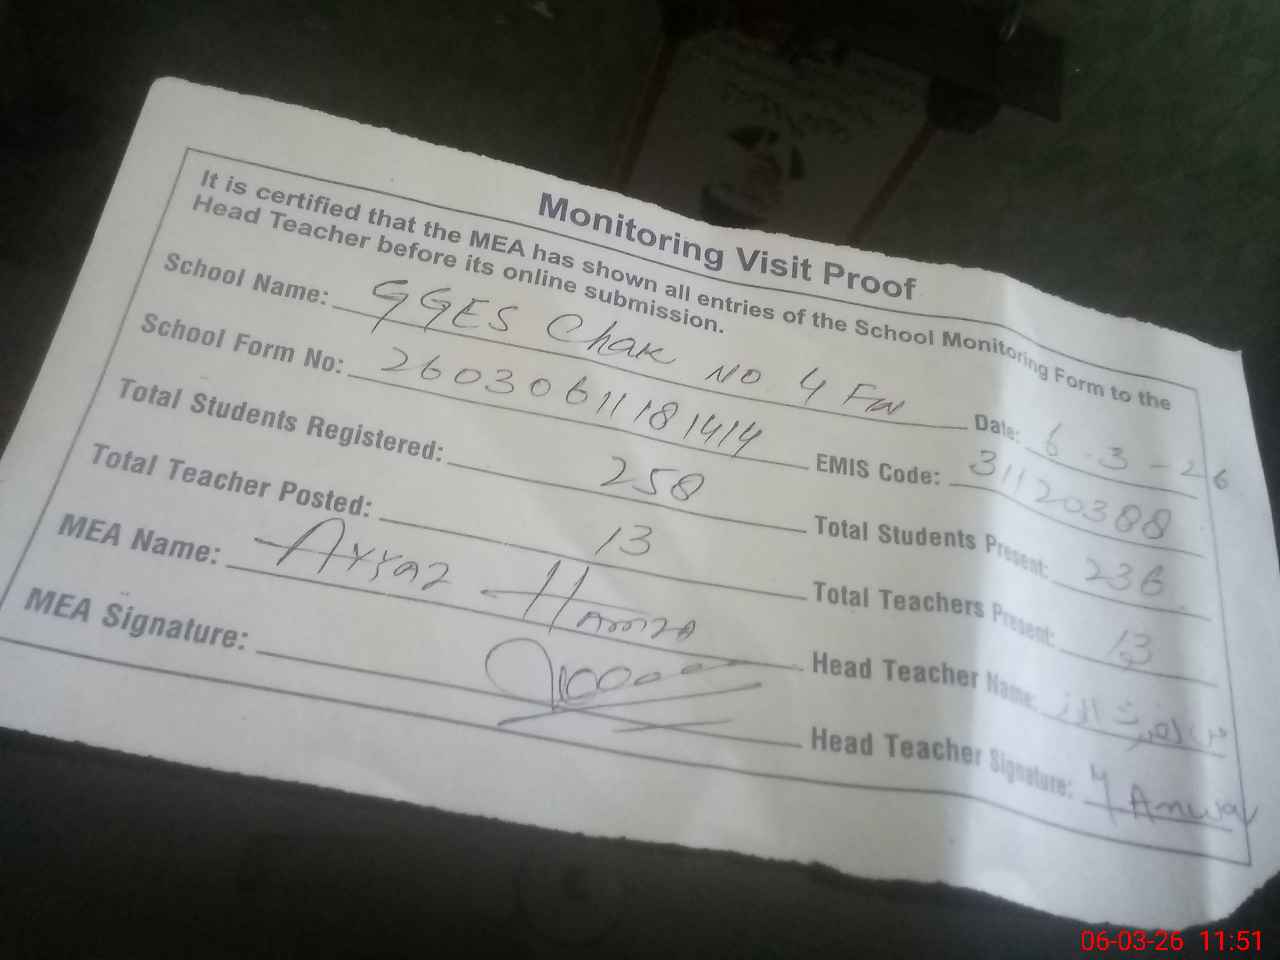 Monitoring Visit Proof
It is certified that the MEA has shown all entries of the School Monitoring Form to the
Head Teacher before its online submission.
School Name: GGES Chak NO. 4 FW Date: 6-3-26
School Form No: 26030611181414 EMIS Code: 31120388
Total Students Registered: 258 Total Students Present: 236
Total Teacher Posted: 13 Total Teachers Present: 13
MEA Name: Ayyaz Hamza Head Teacher Name:
MEA Signature: Head Teacher Signature: Anwar
06-03-26 11:51